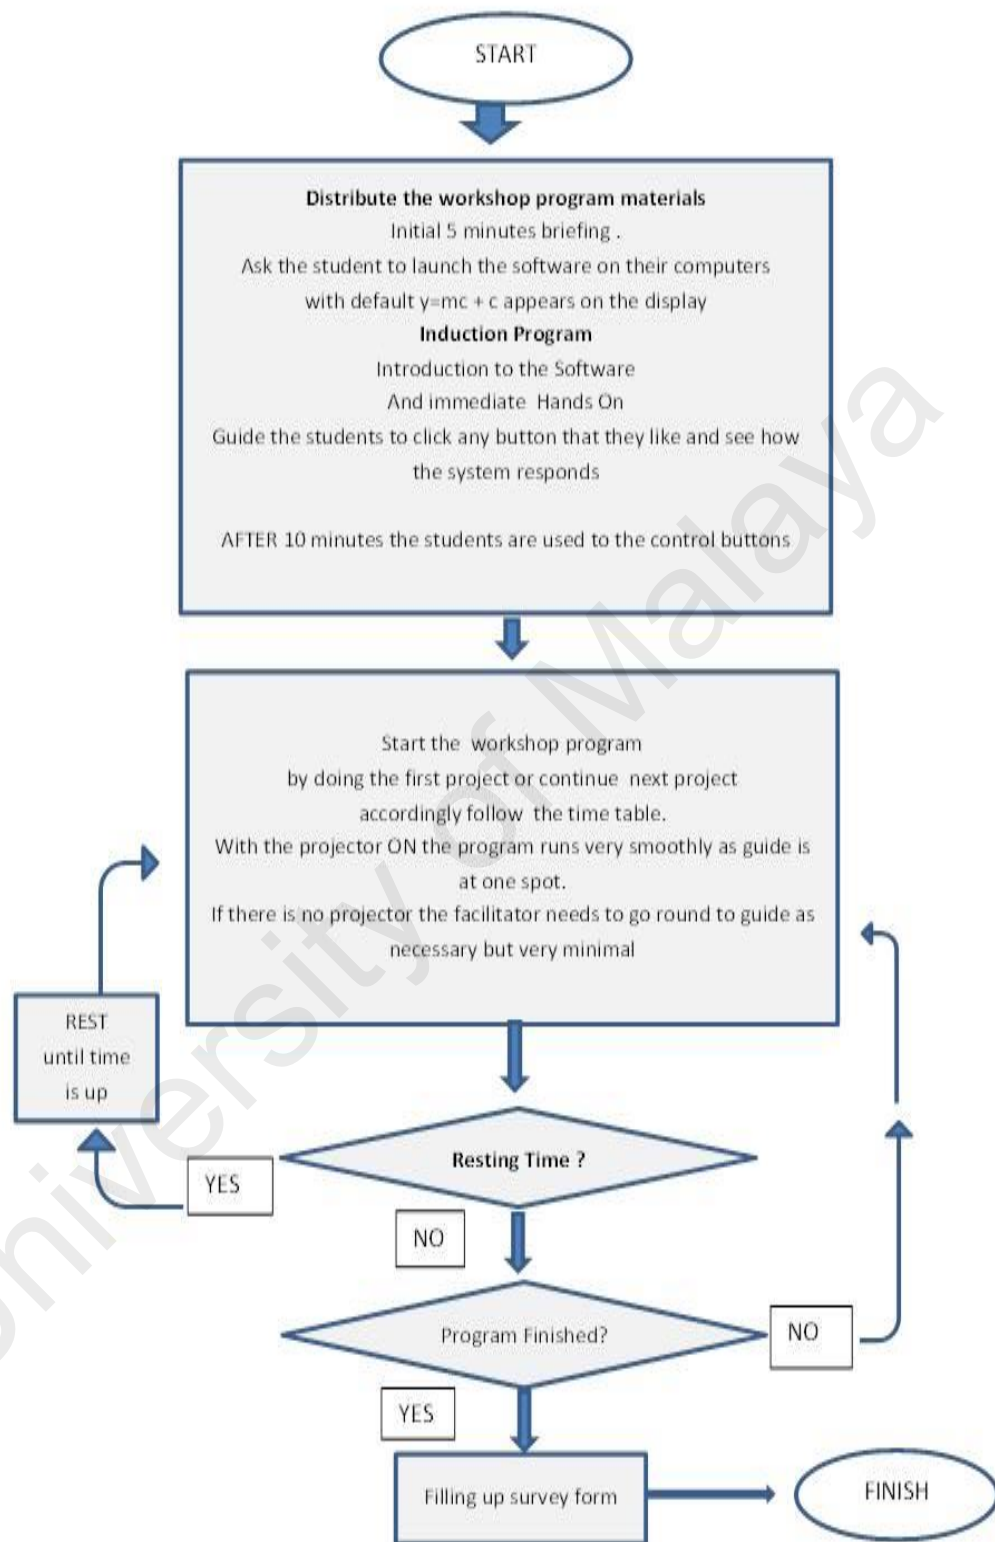 START
Distribute the workshop program materials
Initial 5 minutes briefing .
Ask the student to launch the software on their computers
with default y=mc + c appears on the display
Induction Program
Introduction to the Software
And immediate Hands On
Guide the students to click any button that they like and see how
the system responds
AFTER 10 minutes the students are used to the control buttons
Start the workshop program
by doing the first project or continue next project
accordingly follow the time table.
With the projector ON the program runs very smoothly as guide is
at one spot.
If there is no projector the facilitator needs to go round to guide as
necessary but very minimal
REST
until time
is up
Resting Time ?
YES
NO
Program Finished?
NO
YES
Filling up survey form
FINISH
University of Malaya